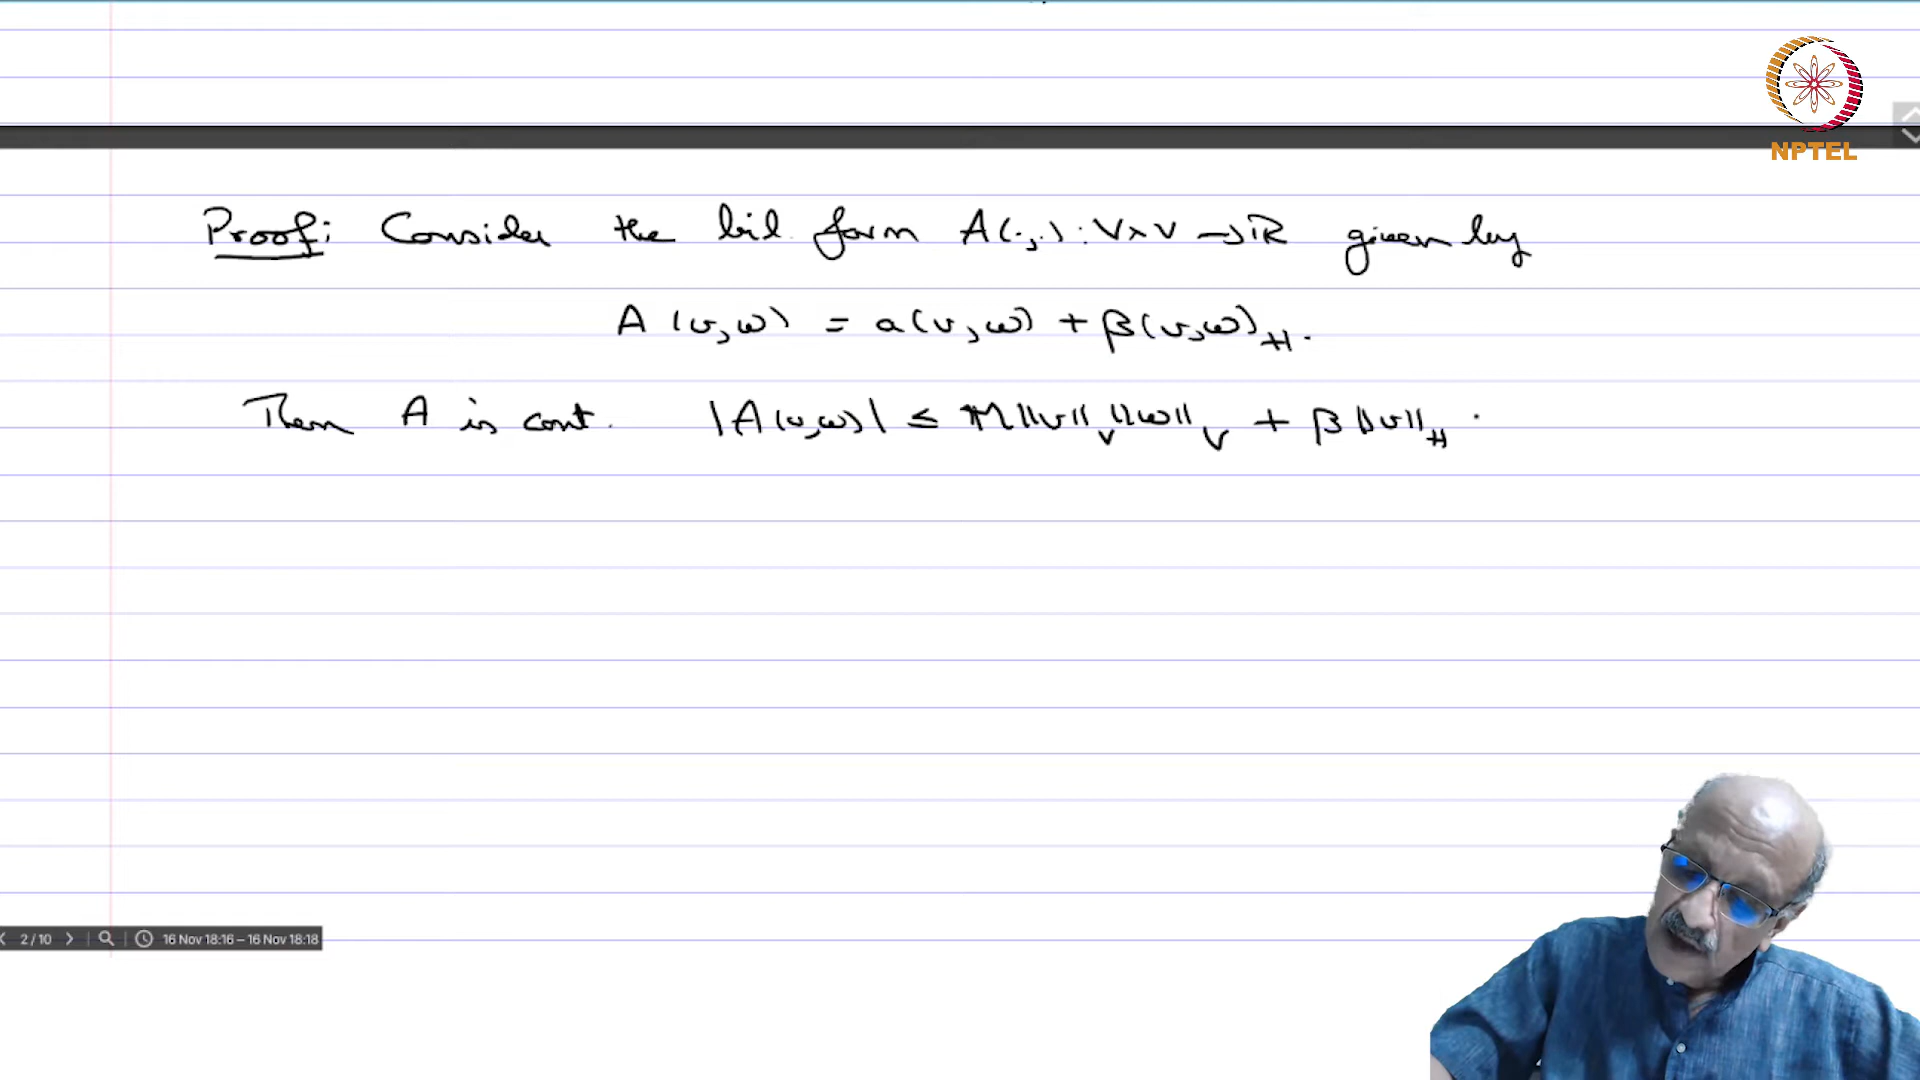 NPTEL
Proof: Consider the bil. form A(·,·): V×V → ℝ given by
A(v,w) = a(v,w) + β(v,w)_H.
Then A is cont. |A(v,w)| ≤ M‖v‖_V‖w‖_V + β‖v‖_H
2/10 16 Nov 18:16 – 16 Nov 18:18